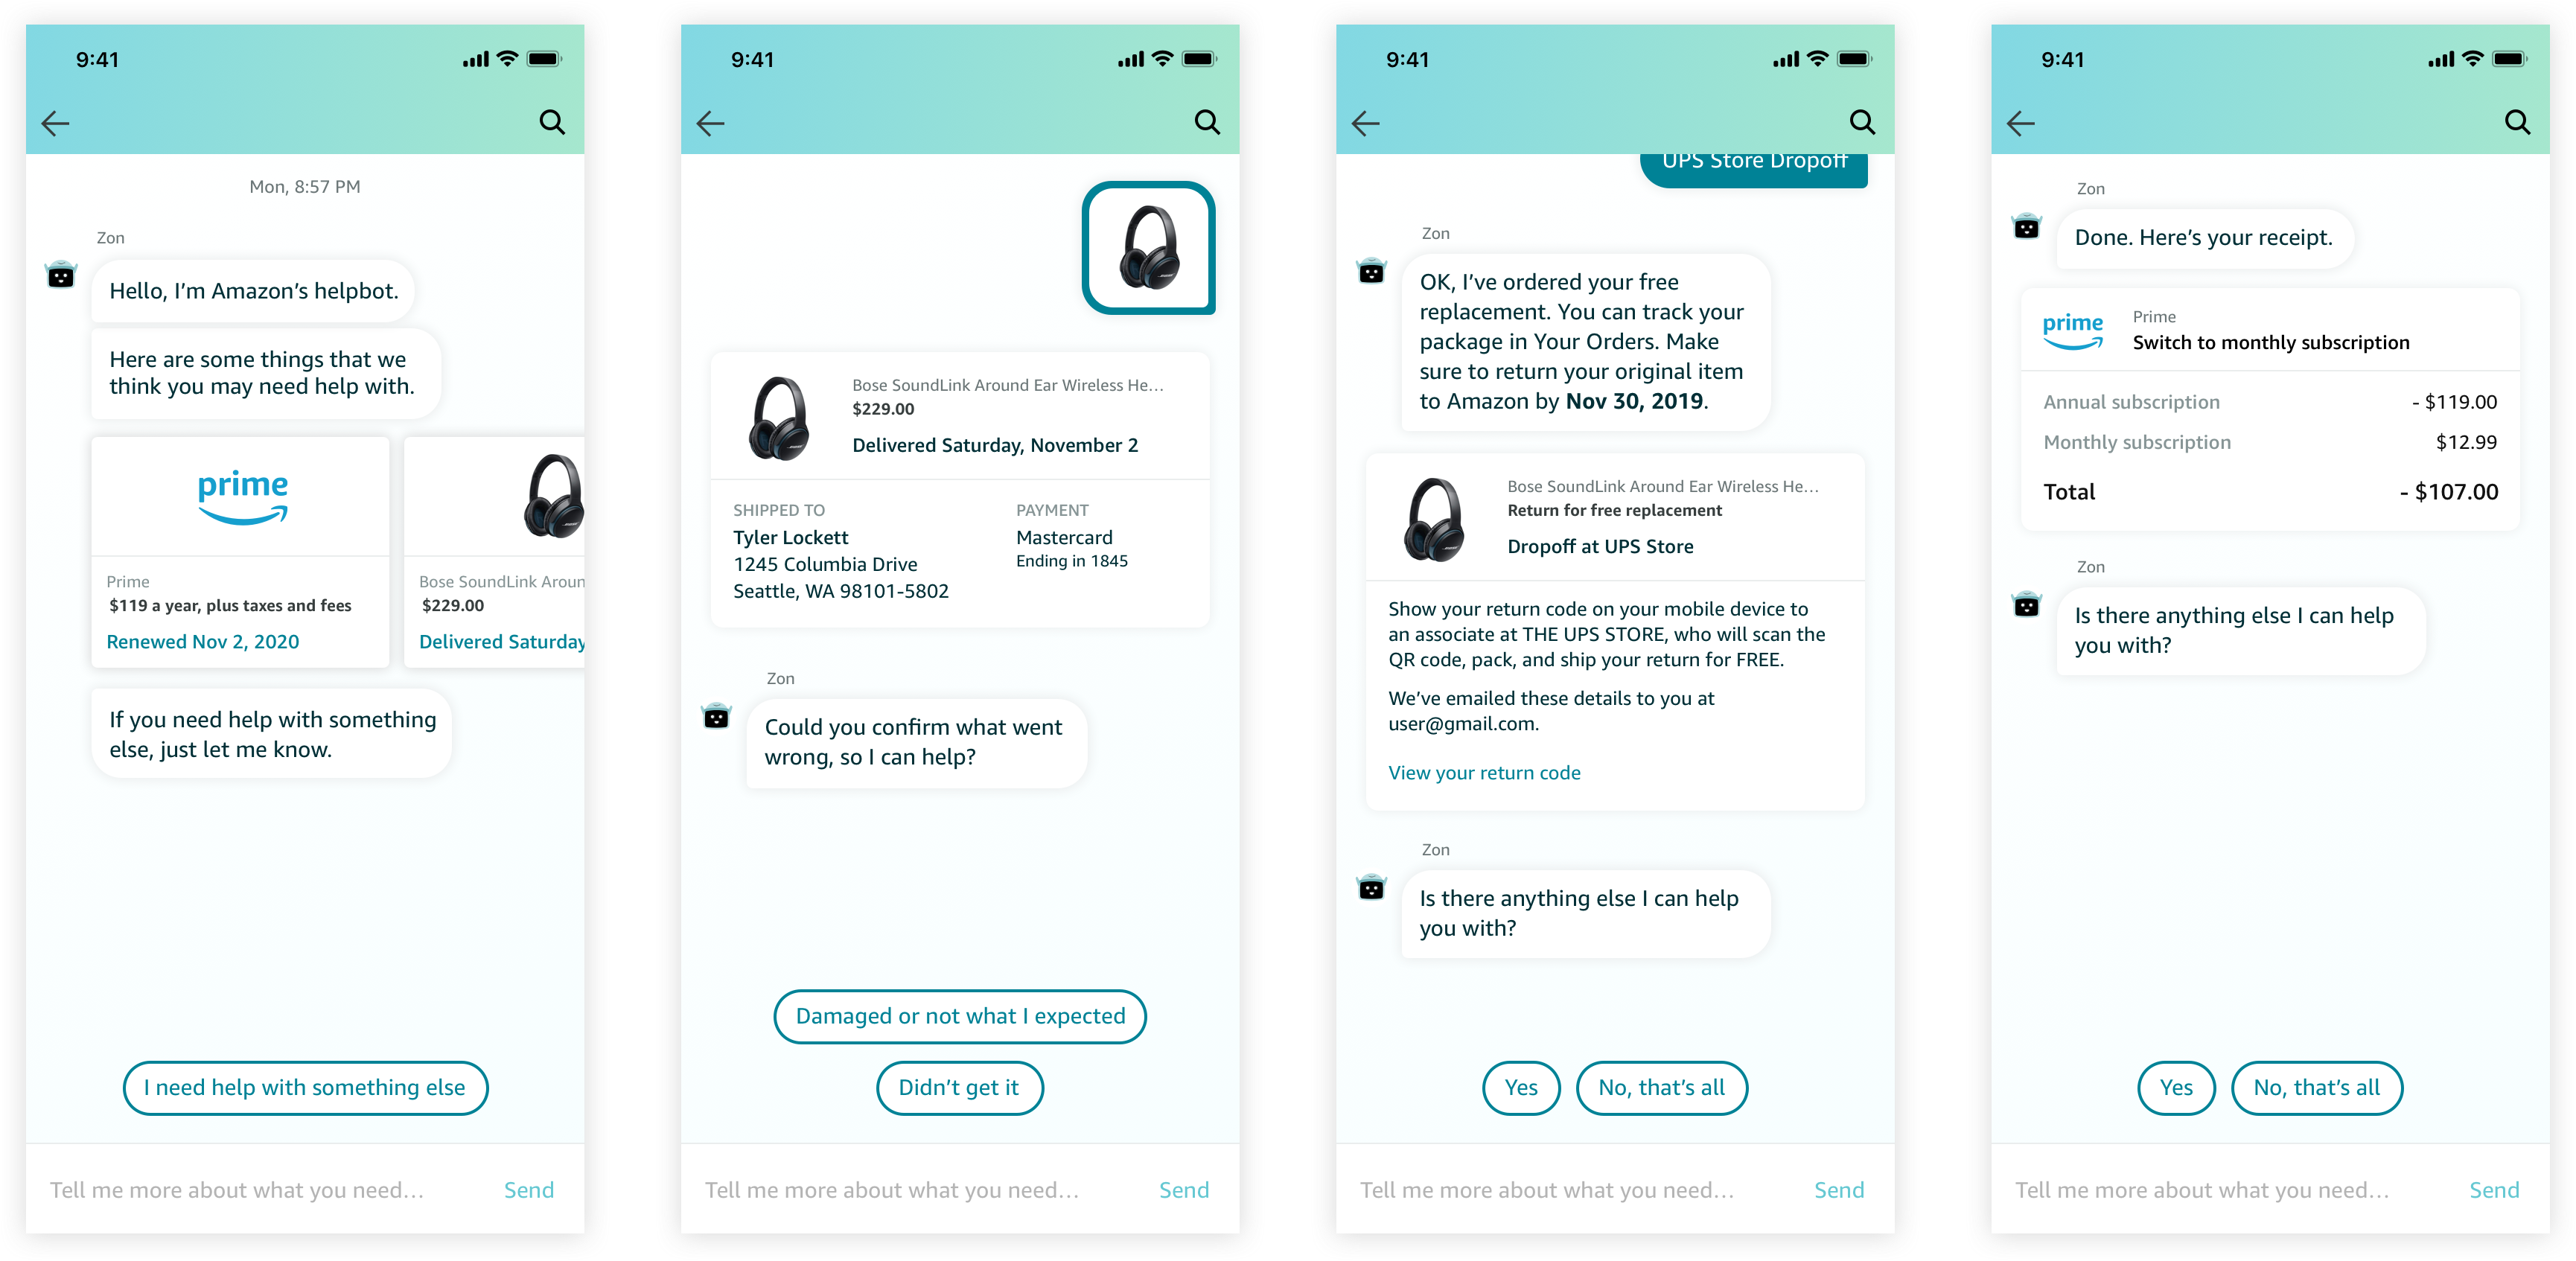 9:41
Mon, 8:57 PM
Zon
Hello, I’m Amazon’s helpbot.
Here are some things that we
think you may need help with.
prime
Prime
$119 a year, plus taxes and fees
Renewed Nov 2, 2020
Bose SoundLink Aroun
$229.00
Delivered Saturday
If you need help with something
else, just let me know.
I need help with something else
Tell me more about what you need…
Send
9:41
Bose SoundLink Around Ear Wireless He…
$229.00
Delivered Saturday, November 2
SHIPPED TO
Tyler Lockett
1245 Columbia Drive
Seattle, WA 98101-5802
PAYMENT
Mastercard
Ending in 1845
Zon
Could you confirm what went
wrong, so I can help?
Damaged or not what I expected
Didn’t get it
Tell me more about what you need…
Send
9:41
UPS Store Dropoff
Zon
OK, I’ve ordered your free
replacement. You can track your
package in Your Orders. Make
sure to return your original item
to Amazon by Nov 30, 2019.
Bose SoundLink Around Ear Wireless He…
Return for free replacement
Dropoff at UPS Store
Show your return code on your mobile device to
an associate at THE UPS STORE, who will scan the
QR code, pack, and ship your return for FREE.
We’ve emailed these details to you at
user@gmail.com.
View your return code
Zon
Is there anything else I can help
you with?
Yes
No, that’s all
Tell me more about what you need…
Send
9:41
Zon
Done. Here’s your receipt.
prime
Prime
Switch to monthly subscription
Annual subscription
- $119.00
Monthly subscription
$12.99
Total
- $107.00
Zon
Is there anything else I can help
you with?
Yes
No, that’s all
Tell me more about what you need…
Send